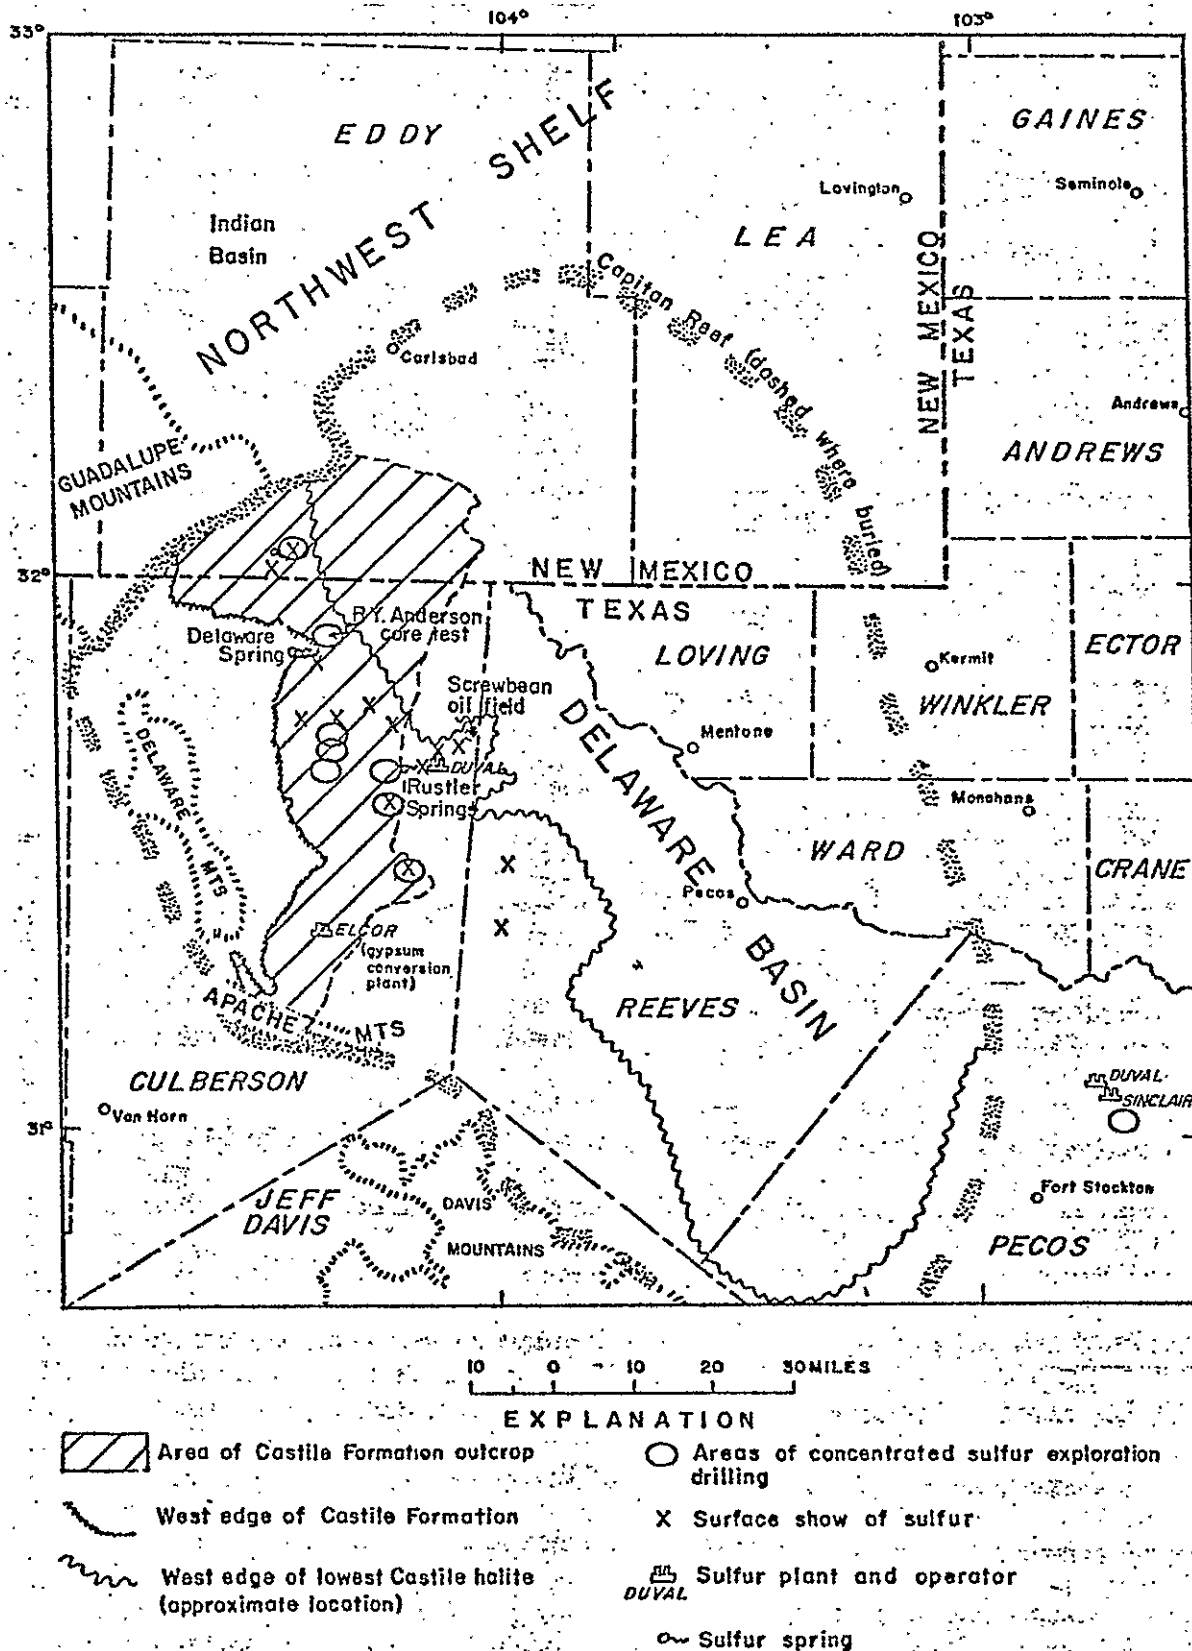 104°
103°
33°
EDDY
NORTHWEST SHELF
GAINES
Lovington
Seminole
Indian
Basin
LEA
NEW MEXICO
TEXAS
Capitan Reef (dashed where buried)
Carlsbad
Andrews
ANDREWS
GUADALUPE
MOUNTAINS
32°
NEW MEXICO
TEXAS
P.Y. Anderson
core test
Delaware
Spring
LOVING
Kermit
ECTOR
Screwbean
oil field
WINKLER
DELAWARE BASIN
Mentone
DELAWARE
MTS
DUVAL
Rustler
Springs
Monahans
WARD
CRANE
Pecos
ELCOR
(gypsum
conversion
plant)
REEVES
APACHE
MTS
CULBERSON
Van Horn
DUVAL
SINCLAIR
31°
JEFF
DAVIS
DAVIS
MOUNTAINS
Fort Stockton
PECOS
10 0 10 20 30 MILES
EXPLANATION
Area of Castile Formation outcrop
West edge of Castile Formation
West edge of lowest Castile halite
(approximate location)
Areas of concentrated sulfur exploration
drilling
X Surface show of sulfur
Sulfur plant and operator
DUVAL
Sulfur spring